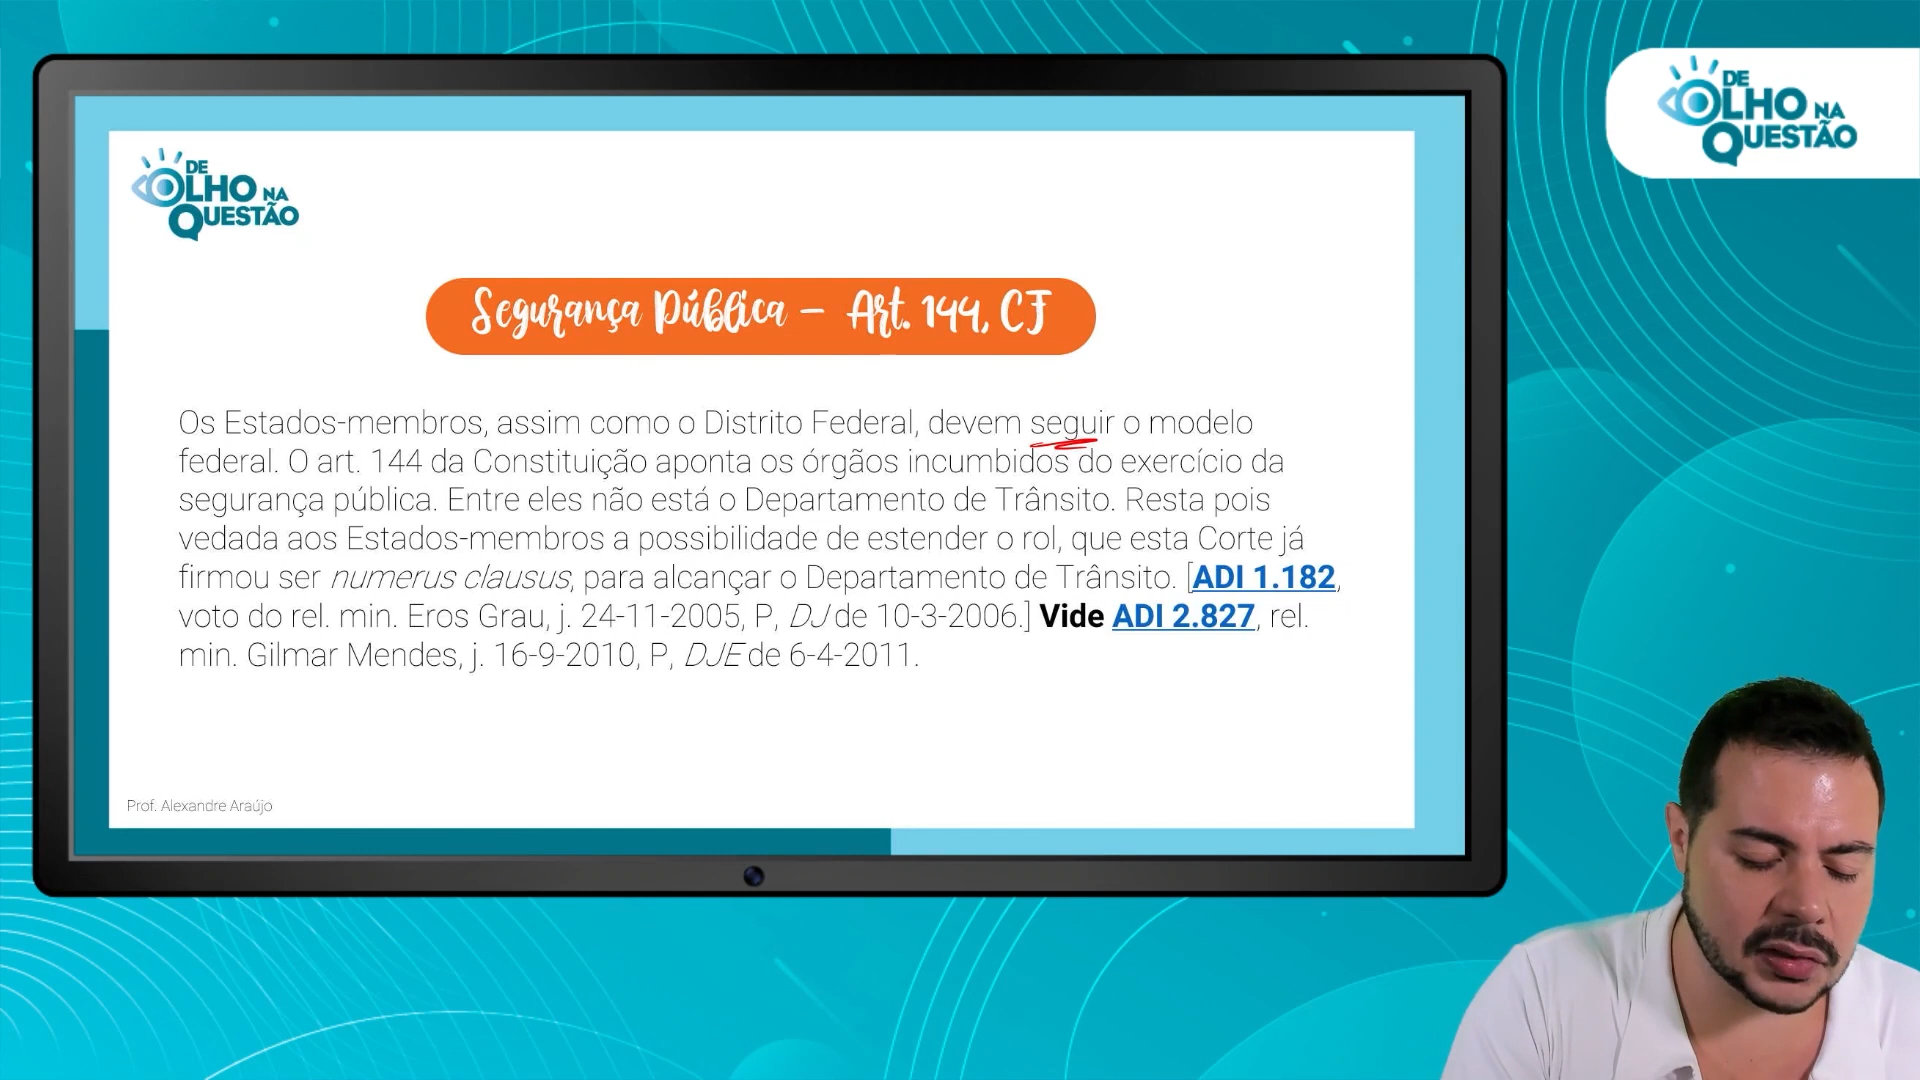 DE
OLHO NA
QUESTÃO
DE
OLHO NA
QUESTÃO
Segurança Pública – Art. 144, CF
Os Estados-membros, assim como o Distrito Federal, devem seguir o modelo
federal. O art. 144 da Constituição aponta os órgãos incumbidos do exercício da
segurança pública. Entre eles não está o Departamento de Trânsito. Resta pois
vedada aos Estados-membros a possibilidade de estender o rol, que esta Corte já
firmou ser numerus clausus, para alcançar o Departamento de Trânsito. [ADI 1.182,
voto do rel. min. Eros Grau, j. 24-11-2005, P, DJ de 10-3-2006.] Vide ADI 2.827, rel.
min. Gilmar Mendes, j. 16-9-2010, P, DJE de 6-4-2011.
Prof. Alexandre Araújo